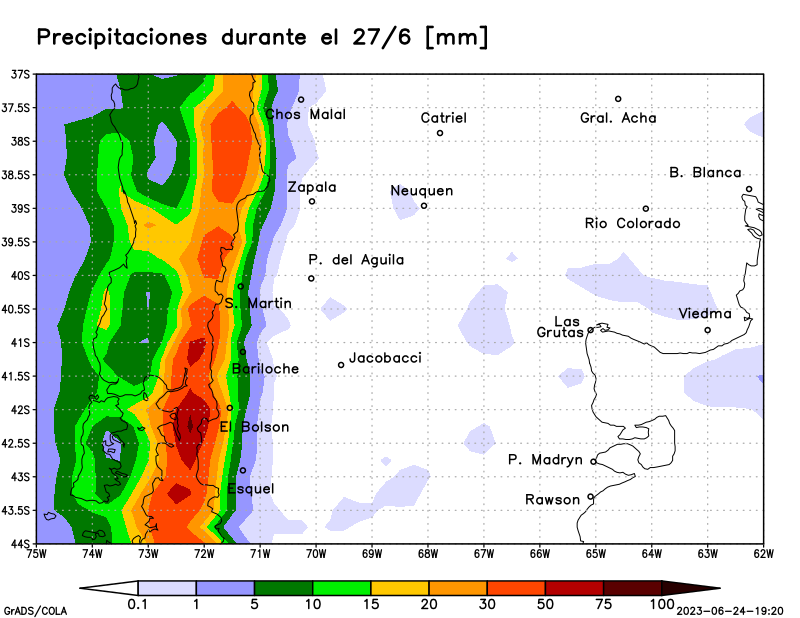 Precipitaciones durante el 27/6 [mm]
37S
37.5S
Chos Malal
Catriel
Gral. Acha
38S
38.5S
B. Blanca
Zapala
Neuquen
39S
Rio Colorado
39.5S
P. del Aguila
40S
S. Martin
40.5S
Viedma
Las
Grutas
41S
Bariloche
Jacobacci
41.5S
42S
El Bolson
42.5S
P. Madryn
43S
Esquel
Rawson
43.5S
44S
75W 74W 73W 72W 71W 70W 69W 68W 67W 66W 65W 64W 63W 62W
0.1 1 5 10 15 20 30 50 75 100
GrADS/COLA
2023-06-24-19:20